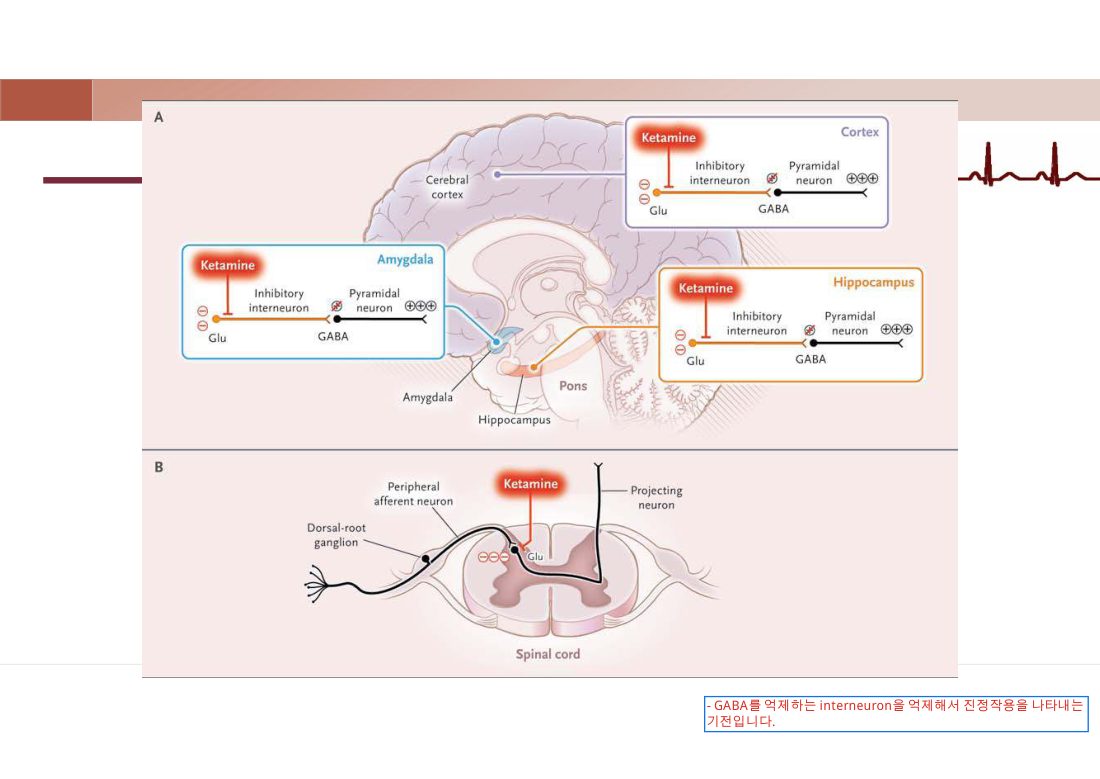 A
Ketamine
Cortex
Inhibitory
interneuron
Pyramidal
neuron
Glu
GABA
Cerebral
cortex
Ketamine
Amygdala
Inhibitory
interneuron
Pyramidal
neuron
Glu
GABA
Ketamine
Hippocampus
Inhibitory
interneuron
Pyramidal
neuron
Glu
GABA
Pons
Amygdala
Hippocampus
B
Peripheral
afferent neuron
Ketamine
Projecting
neuron
Dorsal-root
ganglion
Glu
Spinal cord
- GABA를 억제하는 interneuron을 억제해서 진정작용을 나타내는
기전입니다.